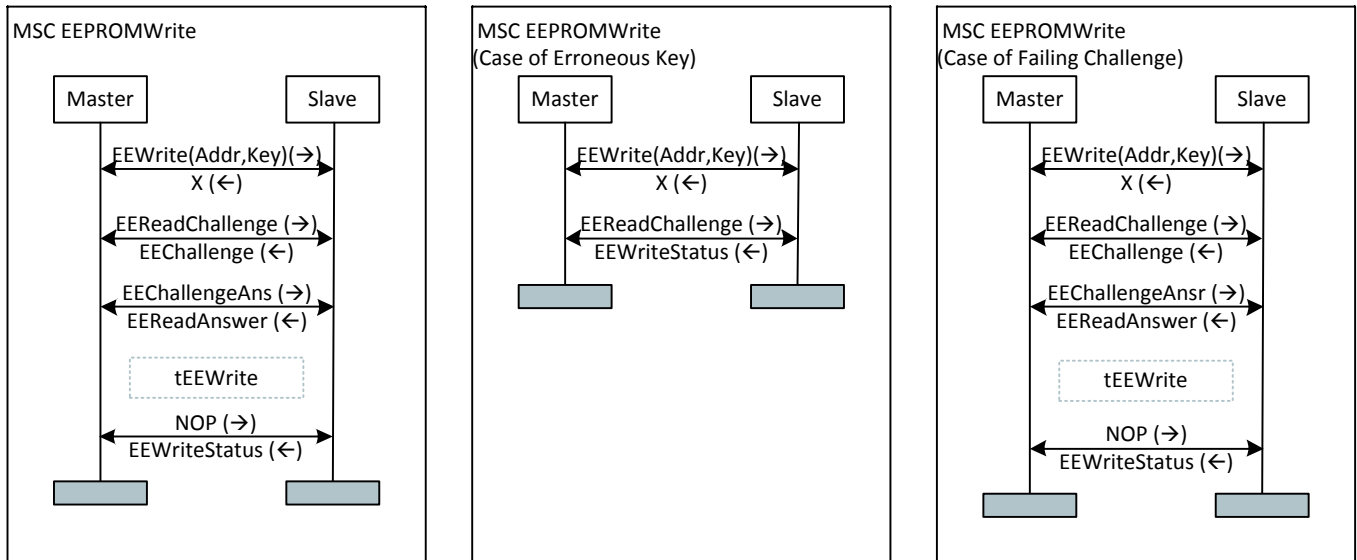 MSC EEPROMWrite
Master
Slave
EEWrite(Addr,Key)(→)
X (←)
EEReadChallenge (→)
EEChallenge (←)
EEChallengeAns (→)
EEReadAnswer (←)
tEEWrite
NOP (→)
EEWriteStatus (←)
MSC EEPROMWrite
(Case of Erroneous Key)
Master
Slave
EEWrite(Addr,Key)(→)
X (←)
EEReadChallenge (→)
EEWriteStatus (←)
MSC EEPROMWrite
(Case of Failing Challenge)
Master
Slave
EEWrite(Addr,Key)(→)
X (←)
EEReadChallenge (→)
EEChallenge (←)
EEChallengeAnsr (→)
EEReadAnswer (←)
tEEWrite
NOP (→)
EEWriteStatus (←)